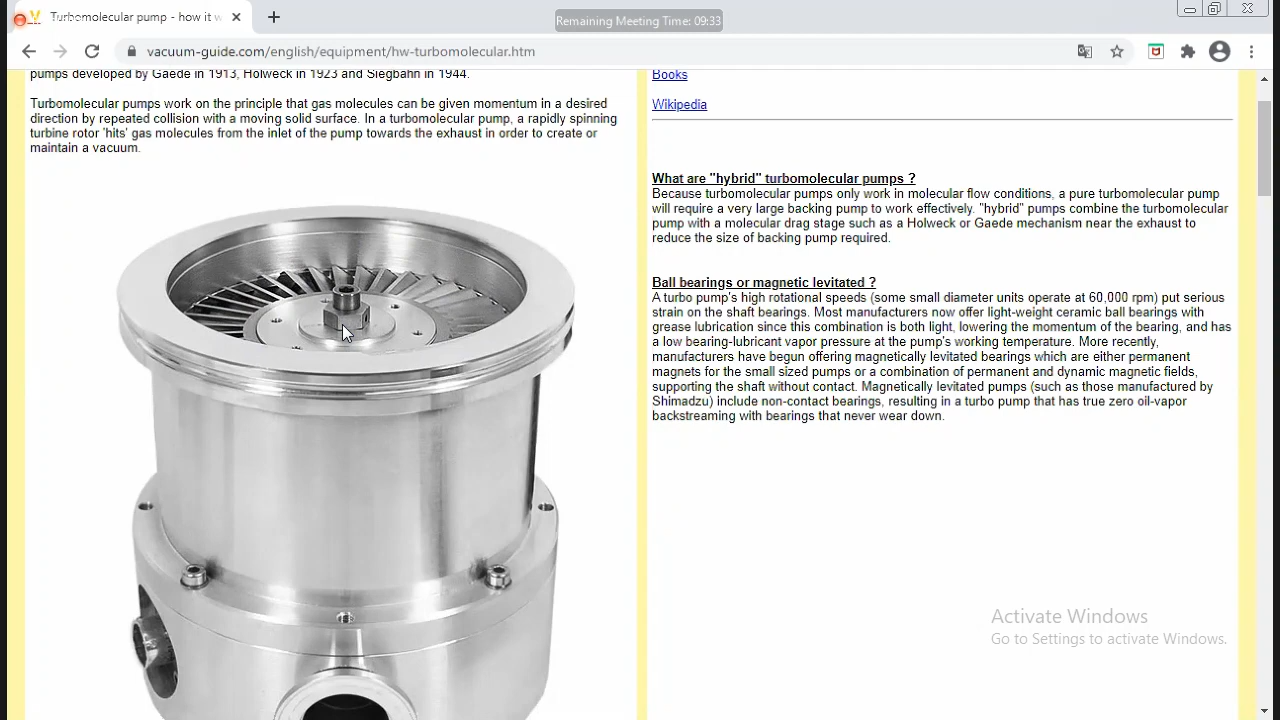 Turbomolecular pump - how it w
Remaining Meeting Time: 09:33
vacuum-guide.com/english/equipment/hw-turbomolecular.htm
pumps developed by Gaede in 1913, Holweck in 1923 and Siegbahn in 1944.
Turbomolecular pumps work on the principle that gas molecules can be given momentum in a desired
direction by repeated collision with a moving solid surface. In a turbomolecular pump, a rapidly spinning
turbine rotor 'hits' gas molecules from the inlet of the pump towards the exhaust in order to create or
maintain a vacuum.
Books
Wikipedia
What are "hybrid" turbomolecular pumps ?
Because turbomolecular pumps only work in molecular flow conditions, a pure turbomolecular pump
will require a very large backing pump to work effectively. "hybrid" pumps combine the turbomolecular
pump with a molecular drag stage such as a Holweck or Gaede mechanism near the exhaust to
reduce the size of backing pump required.
Ball bearings or magnetic levitated ?
A turbo pump's high rotational speeds (some small diameter units operate at 60,000 rpm) put serious
strain on the shaft bearings. Most manufacturers now offer light-weight ceramic ball bearings with
grease lubrication since this combination is both light, lowering the momentum of the bearing, and has
a low bearing-lubricant vapor pressure at the pump's working temperature. More recently,
manufacturers have begun offering magnetically levitated bearings which are either permanent
magnets for the small sized pumps or a combination of permanent and dynamic magnetic fields,
supporting the shaft without contact. Magnetically levitated pumps (such as those manufactured by
Shimadzu) include non-contact bearings, resulting in a turbo pump that has true zero oil-vapor
backstreaming with bearings that never wear down.
Activate Windows
Go to Settings to activate Windows.